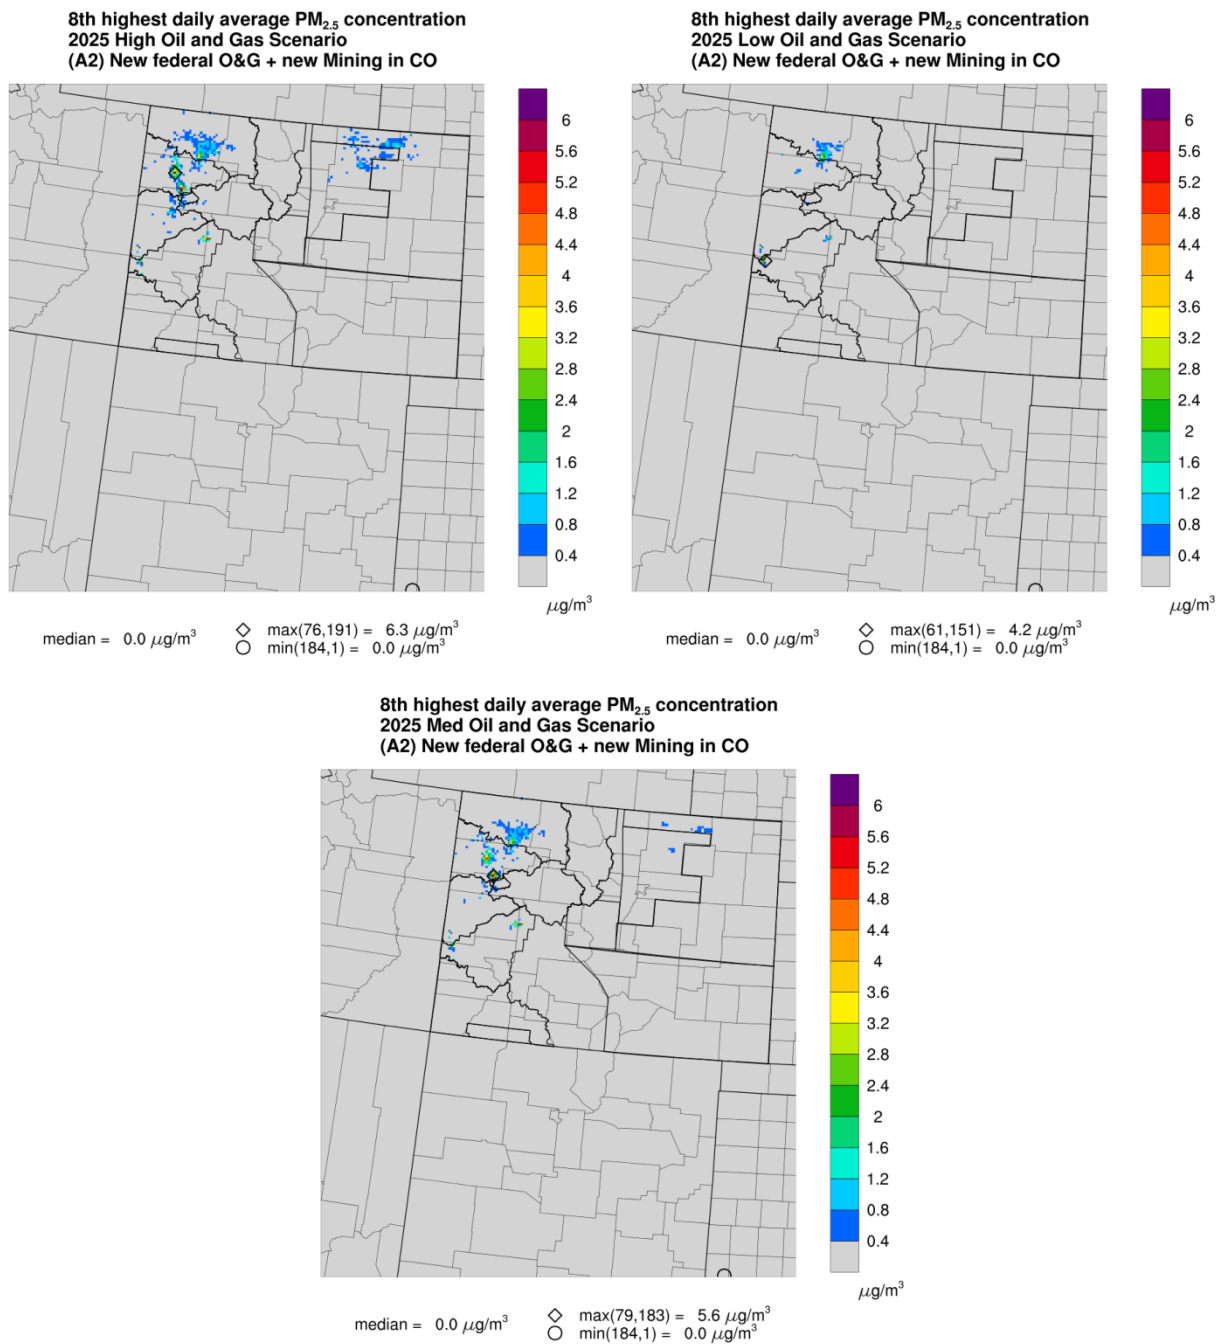 8th highest daily average PM2.5 concentration
2025 High Oil and Gas Scenario
(A2) New federal O&G + new Mining in CO
6
5.6
5.2
4.8
4.4
4
3.6
3.2
2.8
2.4
2
1.6
1.2
0.8
0.4
μg/m³
median = 0.0 μg/m³
max(76,191) = 6.3 μg/m³
min(184,1) = 0.0 μg/m³
8th highest daily average PM2.5 concentration
2025 Low Oil and Gas Scenario
(A2) New federal O&G + new Mining in CO
6
5.6
5.2
4.8
4.4
4
3.6
3.2
2.8
2.4
2
1.6
1.2
0.8
0.4
μg/m³
median = 0.0 μg/m³
max(61,151) = 4.2 μg/m³
min(184,1) = 0.0 μg/m³
8th highest daily average PM2.5 concentration
2025 Med Oil and Gas Scenario
(A2) New federal O&G + new Mining in CO
6
5.6
5.2
4.8
4.4
4
3.6
3.2
2.8
2.4
2
1.6
1.2
0.8
0.4
μg/m³
median = 0.0 μg/m³
max(79,183) = 5.6 μg/m³
min(184,1) = 0.0 μg/m³